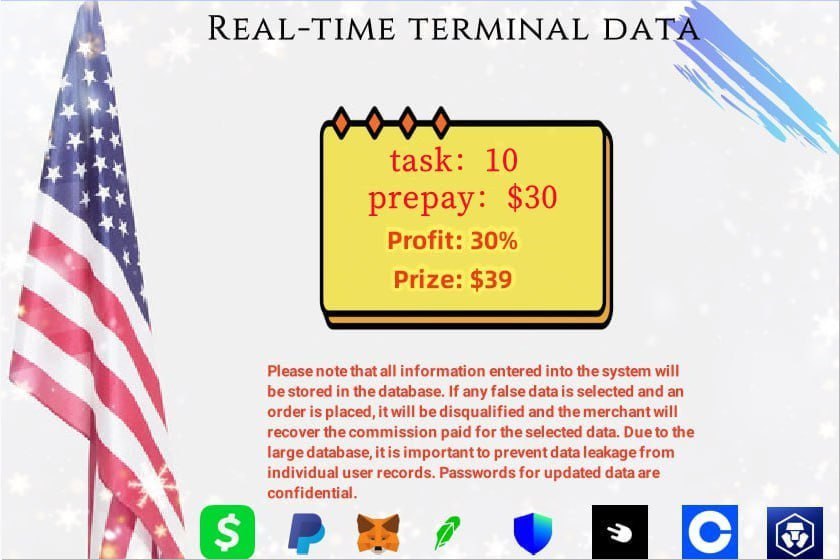 REAL-TIME TERMINAL DATA
task: 10
prepay: $30
Profit: 30%
Prize: $39
Please note that all information entered into the system will
be stored in the database. If any false data is selected and an
order is placed, it will be disqualified and the merchant will
recover the commission paid for the selected data. Due to the
large database, it is important to prevent data leakage from
individual user records. Passwords for updated data are
confidential.